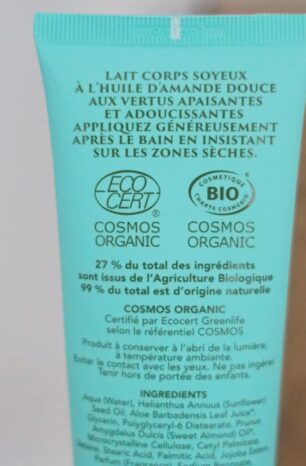 LAIT CORPS SOYEUX
À L'HUILE D'AMANDE DOUCE
AUX VERTUS APAISANTES
ET ADOUCISSANTES
APPLIQUEZ GÉNÉREUSEMENT
APRÈS LE BAIN EN INSISTANT
SUR LES ZONES SÈCHES.
ECO
CERT
®
COSMOS
ORGANIC
COSMETIQUE
BIO
CHARTE COSMEBIO
COSMOS
ORGANIC
27 % du total des ingrédients
sont issus de l'Agriculture Biologique
99 % du total est d'origine naturelle
COSMOS ORGANIC
Certifié par Ecocert Greenlife
selon le référentiel COSMOS
Produit à conserver à l'abri de la lumière,
à température ambiante.
Eviter le contact avec les yeux. Ne pas ingérer.
Tenir hors de portée des enfants.
INGREDIENTS
Aqua (Water), Helianthus Annuus (Sunflower)
Seed Oil, Aloe Barbadensis Leaf Juice*,
Glycerin, Polyglyceryl-6 Distearate, Prunus
Amygdalus Dulcis (Sweet Almond) Oil*,
Microcrystalline Cellulose, Cetyl Palmitate,
Stearic Acid, Palmitic Acid, Jojoba Esters,
Parfum (Fragrance)